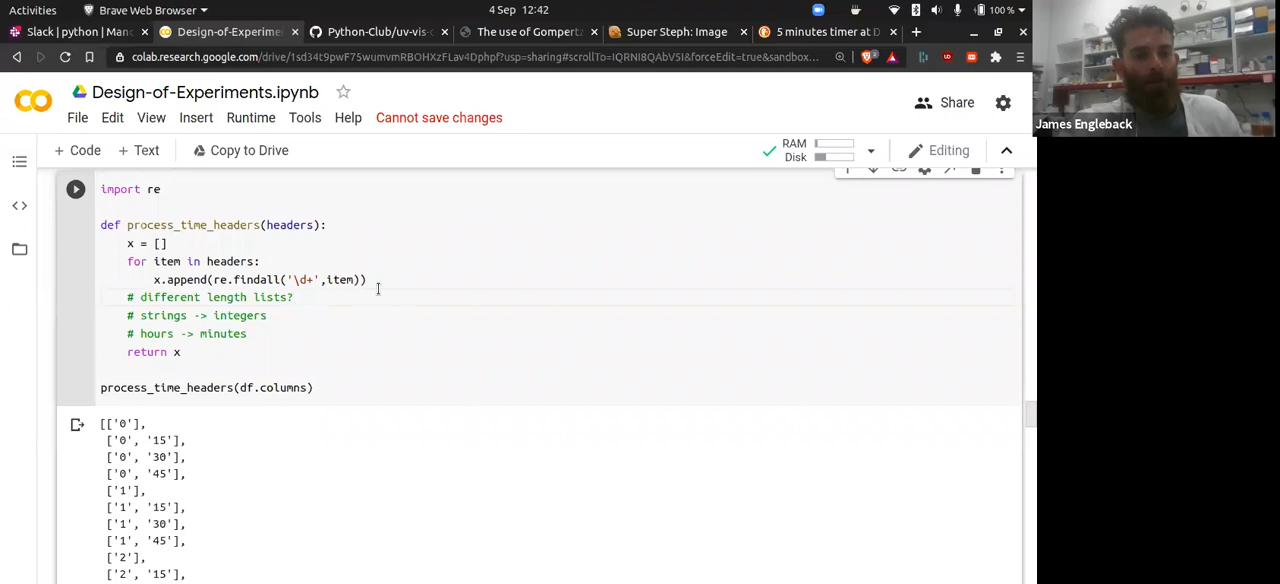 Activities Brave Web Browser 4 Sep 12:42 100 %
Slack | python | Man Design-of-Experime Python-Club/uv-vis-c The use of Gompert Super Steph: Image 5 minutes timer at D
colab.research.google.com/drive/1sd34t9pwF75wumvmRBOHXzFLav4Dphpf?usp=sharing#scrollTo=IQRNI8QAbV5I&forceEdit=true&sandbox...
James Engleback
Design-of-Experiments.ipynb
Share
File Edit View Insert Runtime Tools Help Cannot save changes
+ Code + Text Copy to Drive RAM Disk Editing
import re
def process_time_headers(headers):
x = []
for item in headers:
x.append(re.findall('\d+',item))
# different length lists?
# strings -> integers
# hours -> minutes
return x
process_time_headers(df.columns)
[['0'],
['0', '15'],
['0', '30'],
['0', '45'],
['1'],
['1', '15'],
['1', '30'],
['1', '45'],
['2'],
['2', '15'],